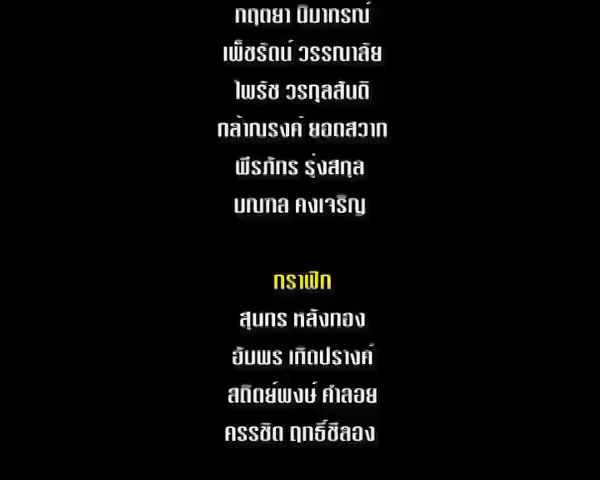 กฤตยา นิมากรณ์
เพ็ชรัตน์ วรรณาลัย
ไพรัช วรกุลสันติ
กล้าณรงค์ ยอดสวาท
พีรภัทร รุ่งสกุล
บณฑล คงเจริญ
กราฟิก
สุนทร หลังทอง
อัมพร เกิดปรางค์
สถิตย์พงษ์ ศำลอย
ครรชิต ฤทธิ์ชีลอง